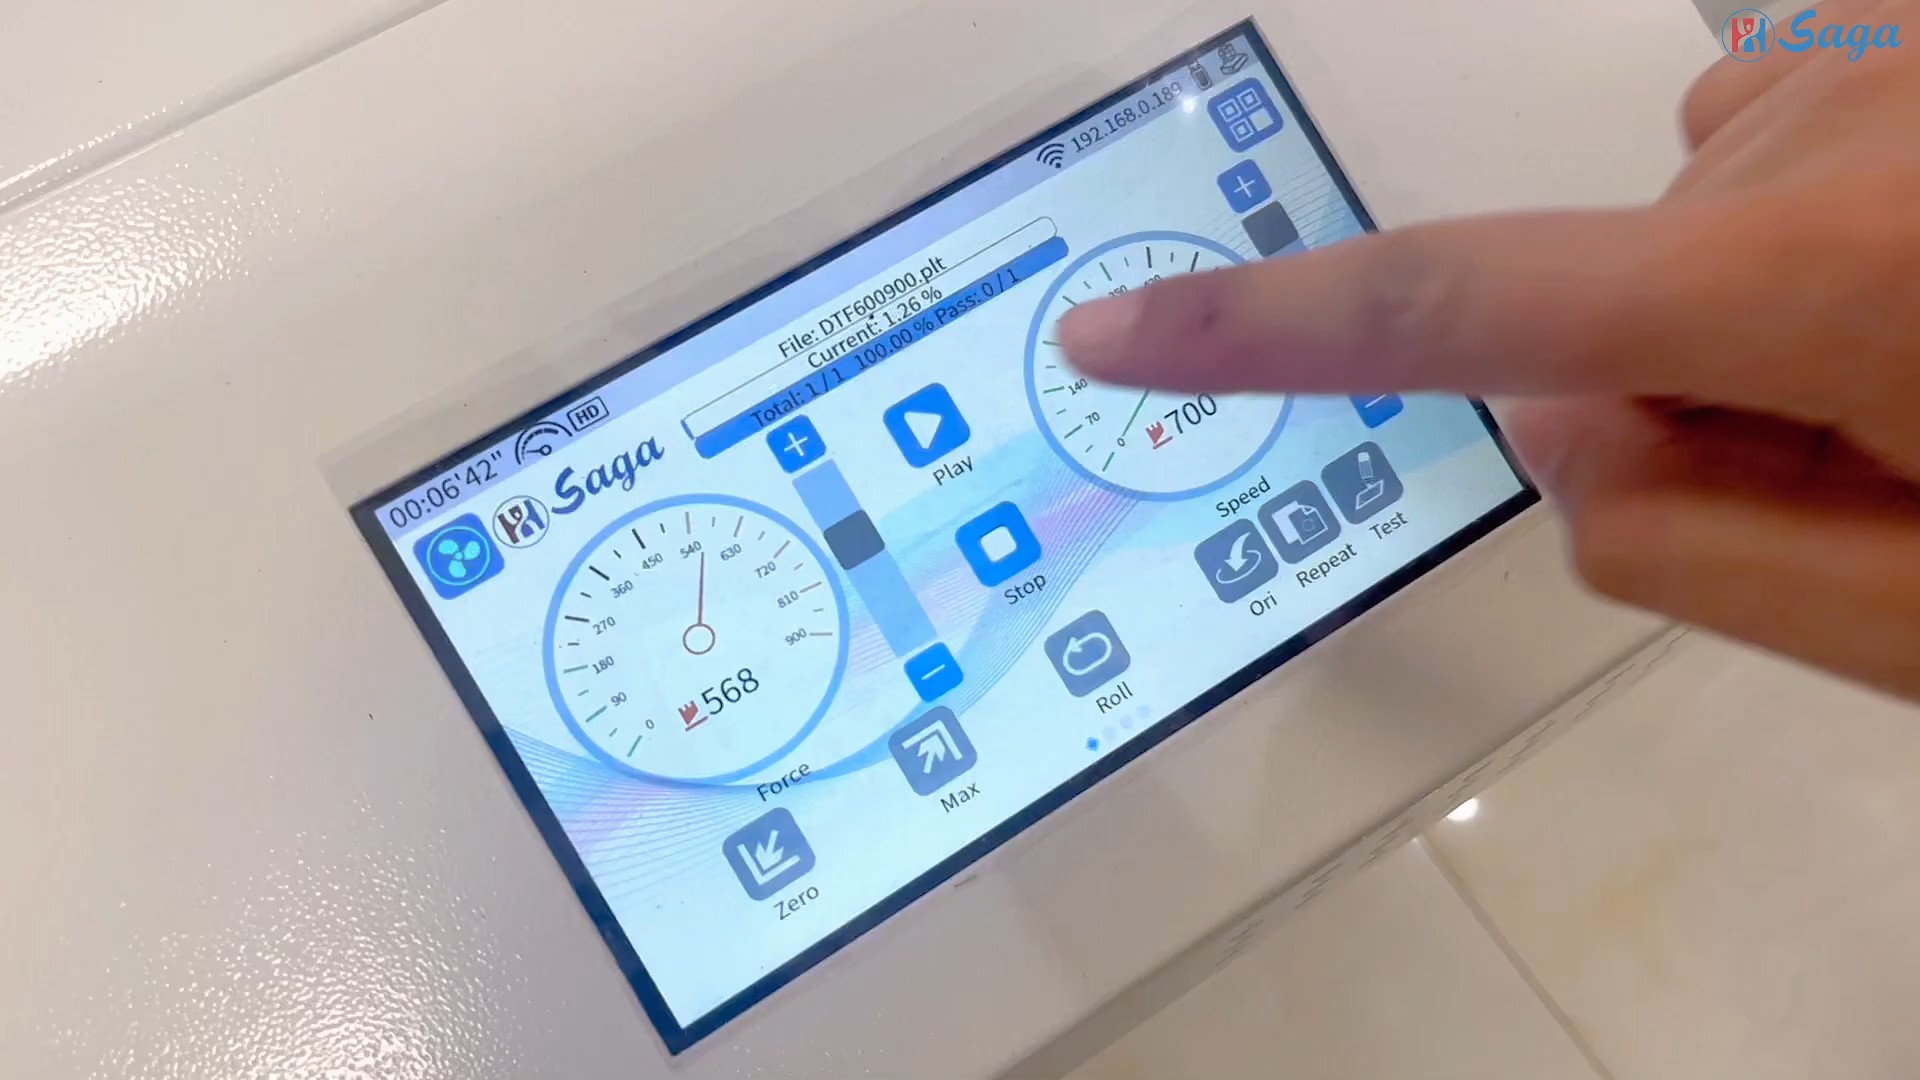 Saga
00:06'42" HD
192.168.0.189
Saga
File: DTF600900.plt
Current: 1.26 %
Total: 1 / 1 100.00 % Pass: 0 / 1
0 90 180 270 360 450 540 630 720 810 900
568
Force
Play
Stop
0 70 140 350 420
700
Speed
Zero
Max
Roll
Ori
Repeat
Test